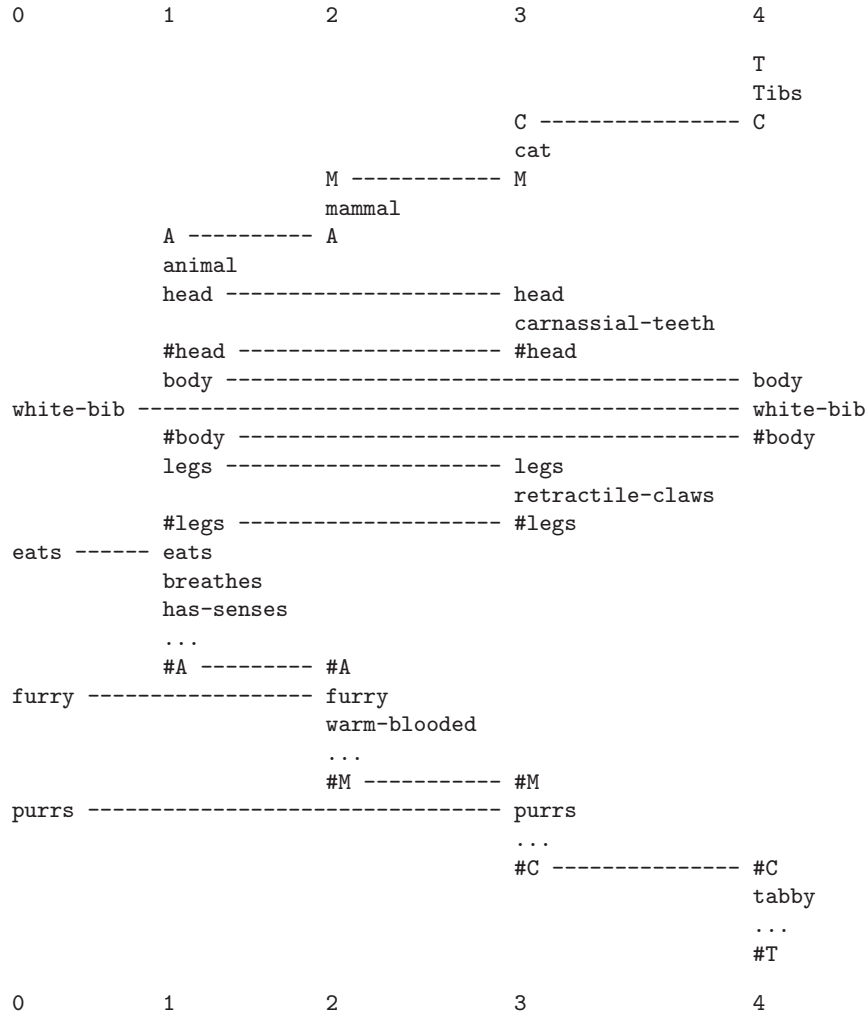 0 1 2 3 4
T
Tibs
C ---------------- C
cat
M ------------ M
mammal
A ---------- A
animal
head ---------------------- head
carnassial-teeth
#head --------------------- #head
body ----------------------------------------- body
white-bib ------------------------------------------------ white-bib
#body ---------------------------------------- #body
legs ---------------------- legs
retractile-claws
#legs --------------------- #legs
eats ------ eats
breathes
has-senses
...
#A --------- #A
furry ------------------ furry
warm-blooded
...
#M ----------- #M
purrs --------------------------------- purrs
...
#C --------------- #C
tabby
...
#T
0 1 2 3 4